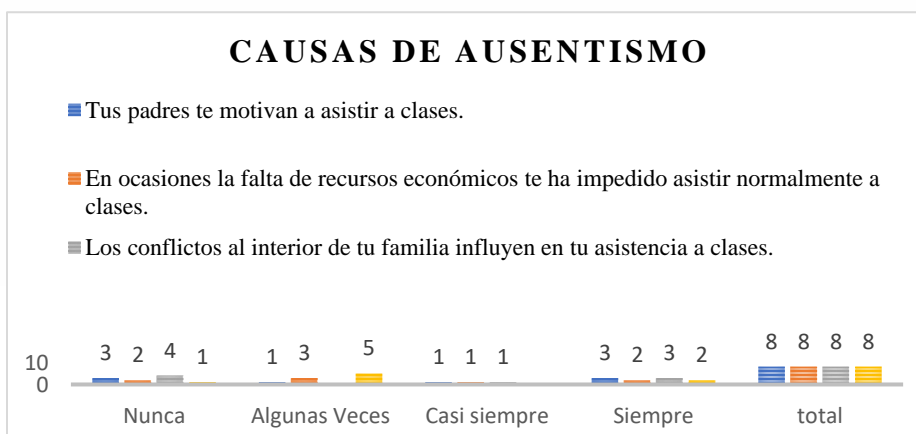 CAUSAS DE AUSENTISMO
Tus padres te motivan a asistir a clases.
En ocasiones la falta de recursos económicos te ha impedido asistir normalmente a
clases.
Los conflictos al interior de tu familia influyen en tu asistencia a clases.
10
0
3 2 4 1
1 3 5
1 1 1
3 2 3 2
8 8 8 8
Nunca
Algunas Veces
Casi siempre
Siempre
total